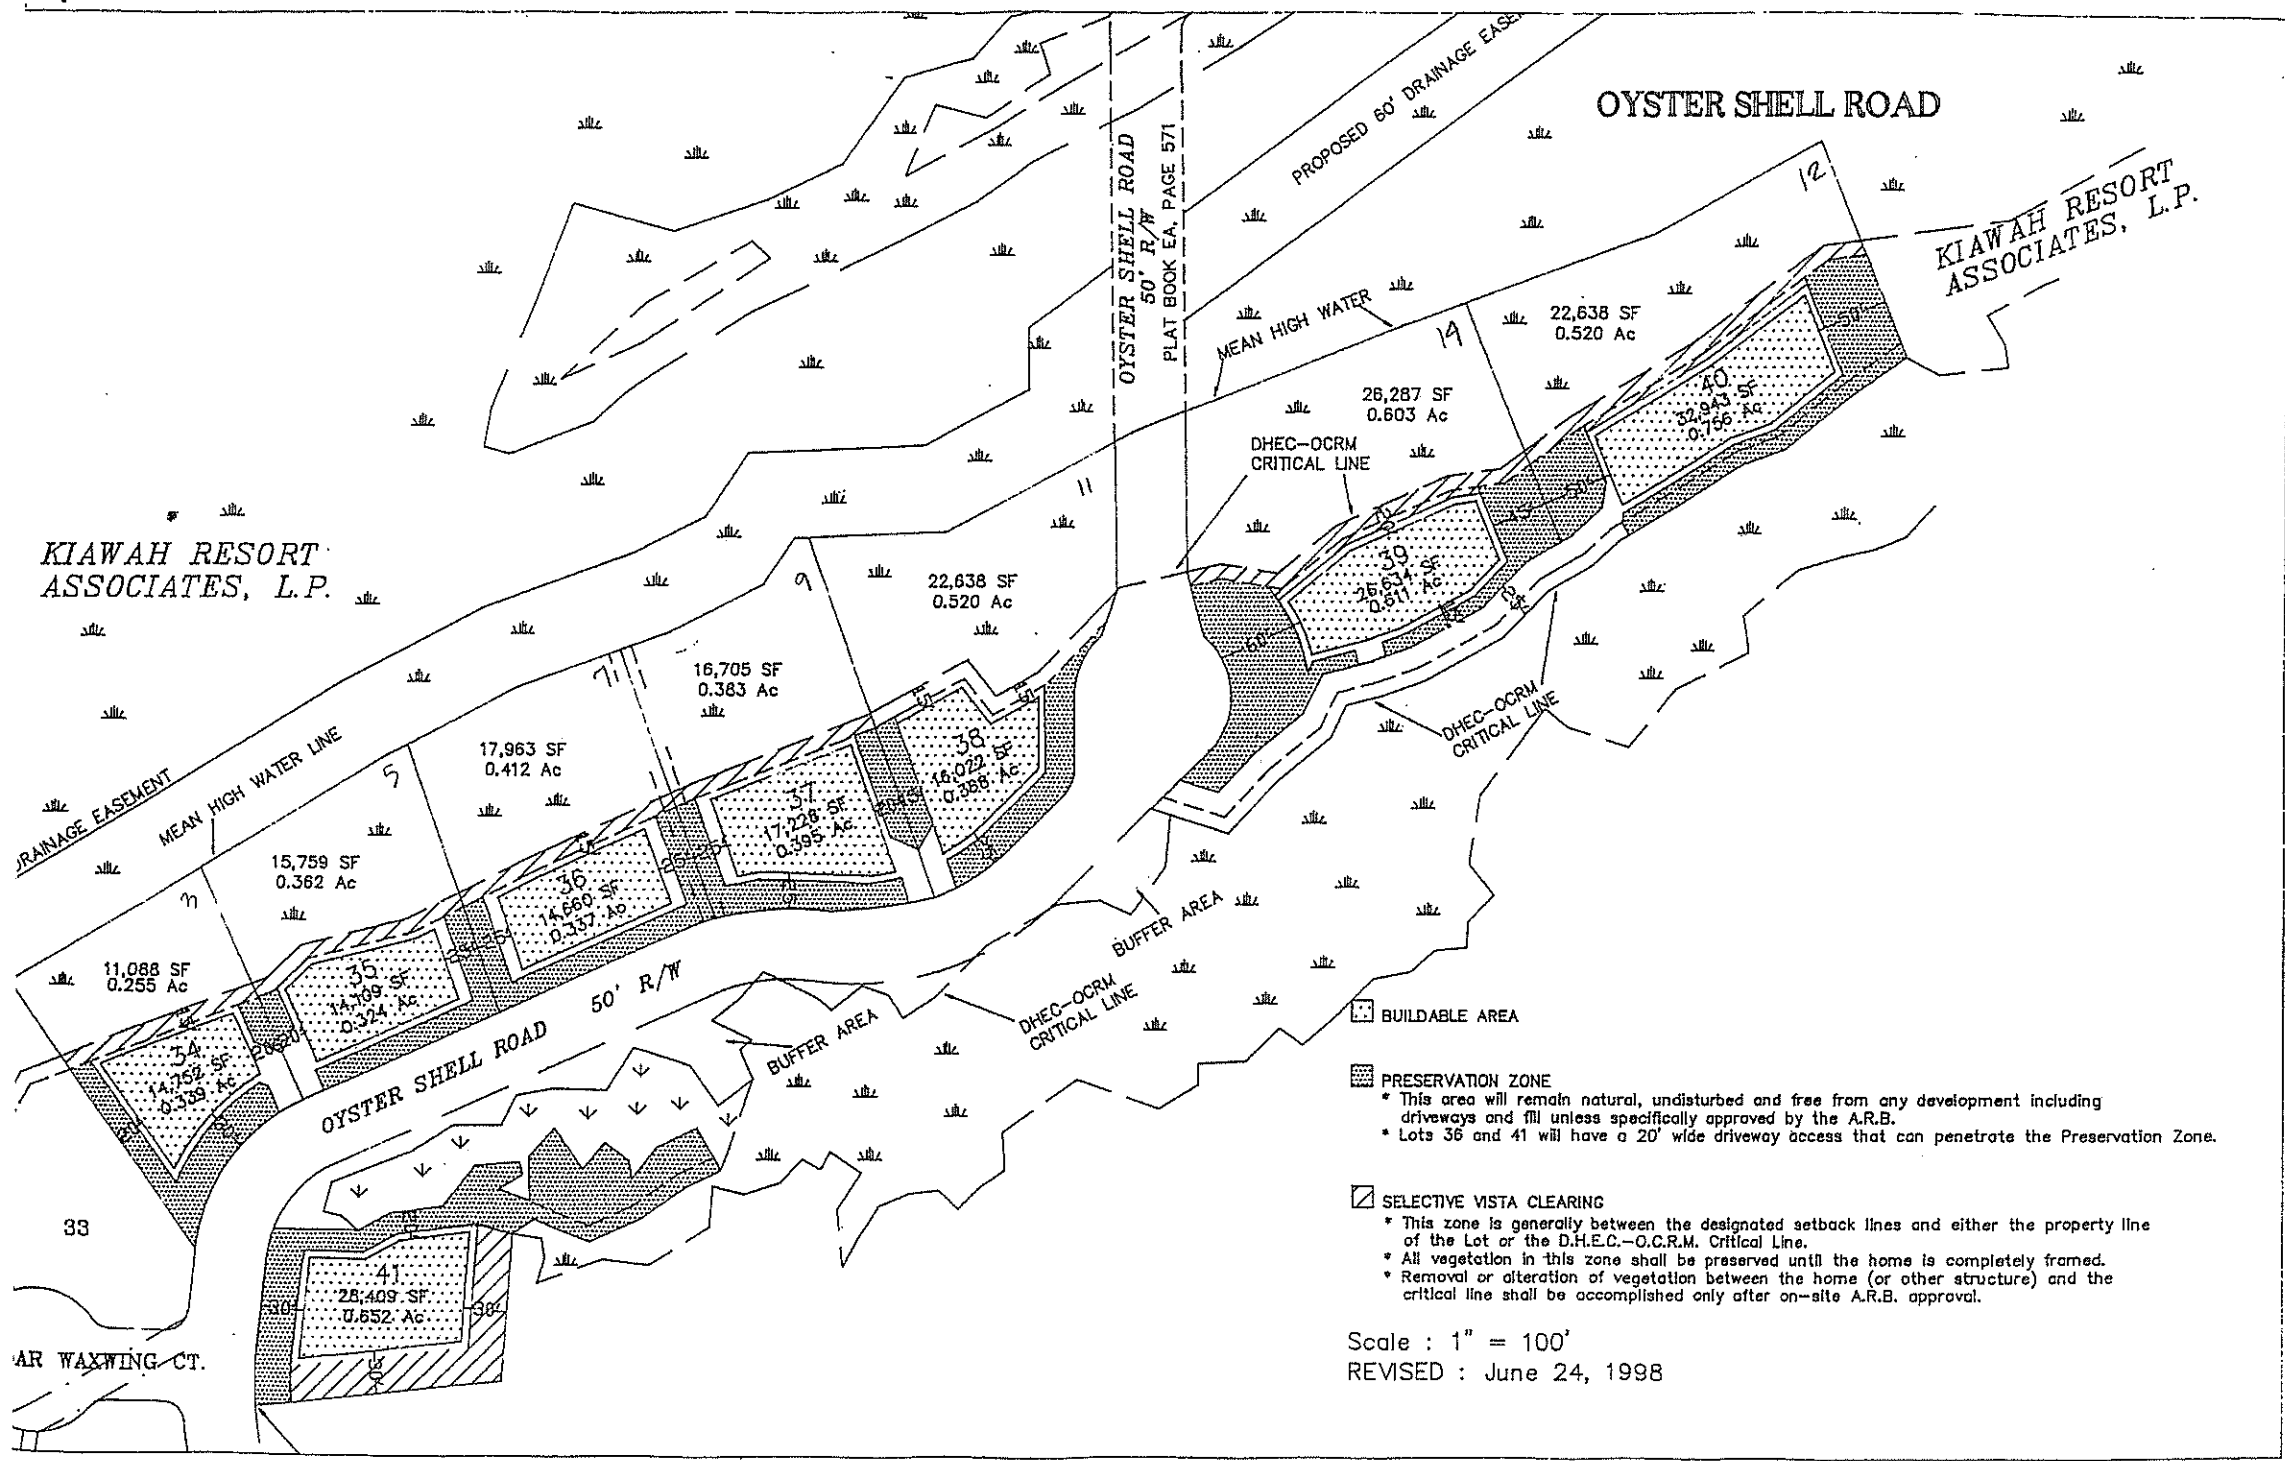 OYSTER SHELL ROAD
PROPOSED 60' DRAINAGE
OYSTER SHELL ROAD
50' R/W
PLAT BOOK EA, PAGE 571
KIAWAH RESORT
ASSOCIATES, L.P.
12
14
MEAN HIGH WATER
22,638 SF
0.520 Ac
26,287 SF
0.603 Ac
DHEC-OCRM
CRITICAL LINE
40
32,943 SF
0.756 Ac
50'
50'
45'
39
26,634 SF
0.611 Ac
60'
KIAWAH RESORT
ASSOCIATES, L.P.
11
9
22,638 SF
0.520 Ac
7
16,705 SF
0.383 Ac
38
16,022 SF
0.368 Ac
DHEC-OCRM
CRITICAL LINE
5
17,963 SF
0.412 Ac
37
17,228 SF
0.395 Ac
DRAINAGE EASEMENT
MEAN HIGH WATER LINE
3
15,759 SF
0.362 Ac
36
14,660 SF
0.337 Ac
25'
25'
BUFFER AREA
11,088 SF
0.255 Ac
35
14,109 SF
0.324 Ac
34
14,752 SF
0.339 Ac
20'
OYSTER SHELL ROAD 50' R/W
BUFFER AREA
DHEC-OCRM
CRITICAL LINE
33
41
28,409 SF
0.652 Ac
30'
30'
AR WAXWING CT.
BUILDABLE AREA
PRESERVATION ZONE
* This area will remain natural, undisturbed and free from any development including
driveways and fill unless specifically approved by the A.R.B.
* Lots 36 and 41 will have a 20' wide driveway access that can penetrate the Preservation Zone.
SELECTIVE VISTA CLEARING
* This zone is generally between the designated setback lines and either the property line
of the Lot or the D.H.E.C.-O.C.R.M. Critical Line.
* All vegetation in this zone shall be preserved until the home is completely framed.
* Removal or alteration of vegetation between the home (or other structure) and the
critical line shall be accomplished only after on-site A.R.B. approval.
Scale : 1" = 100'
REVISED : June 24, 1998